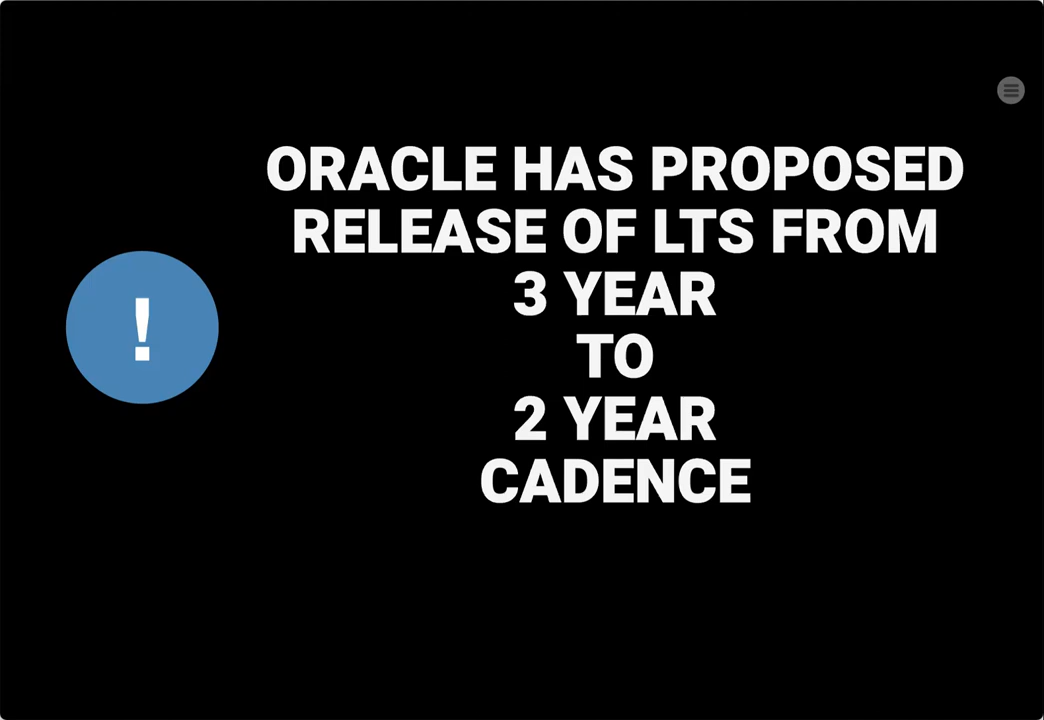 !
ORACLE HAS PROPOSED
RELEASE OF LTS FROM
3 YEAR
TO
2 YEAR
CADENCE